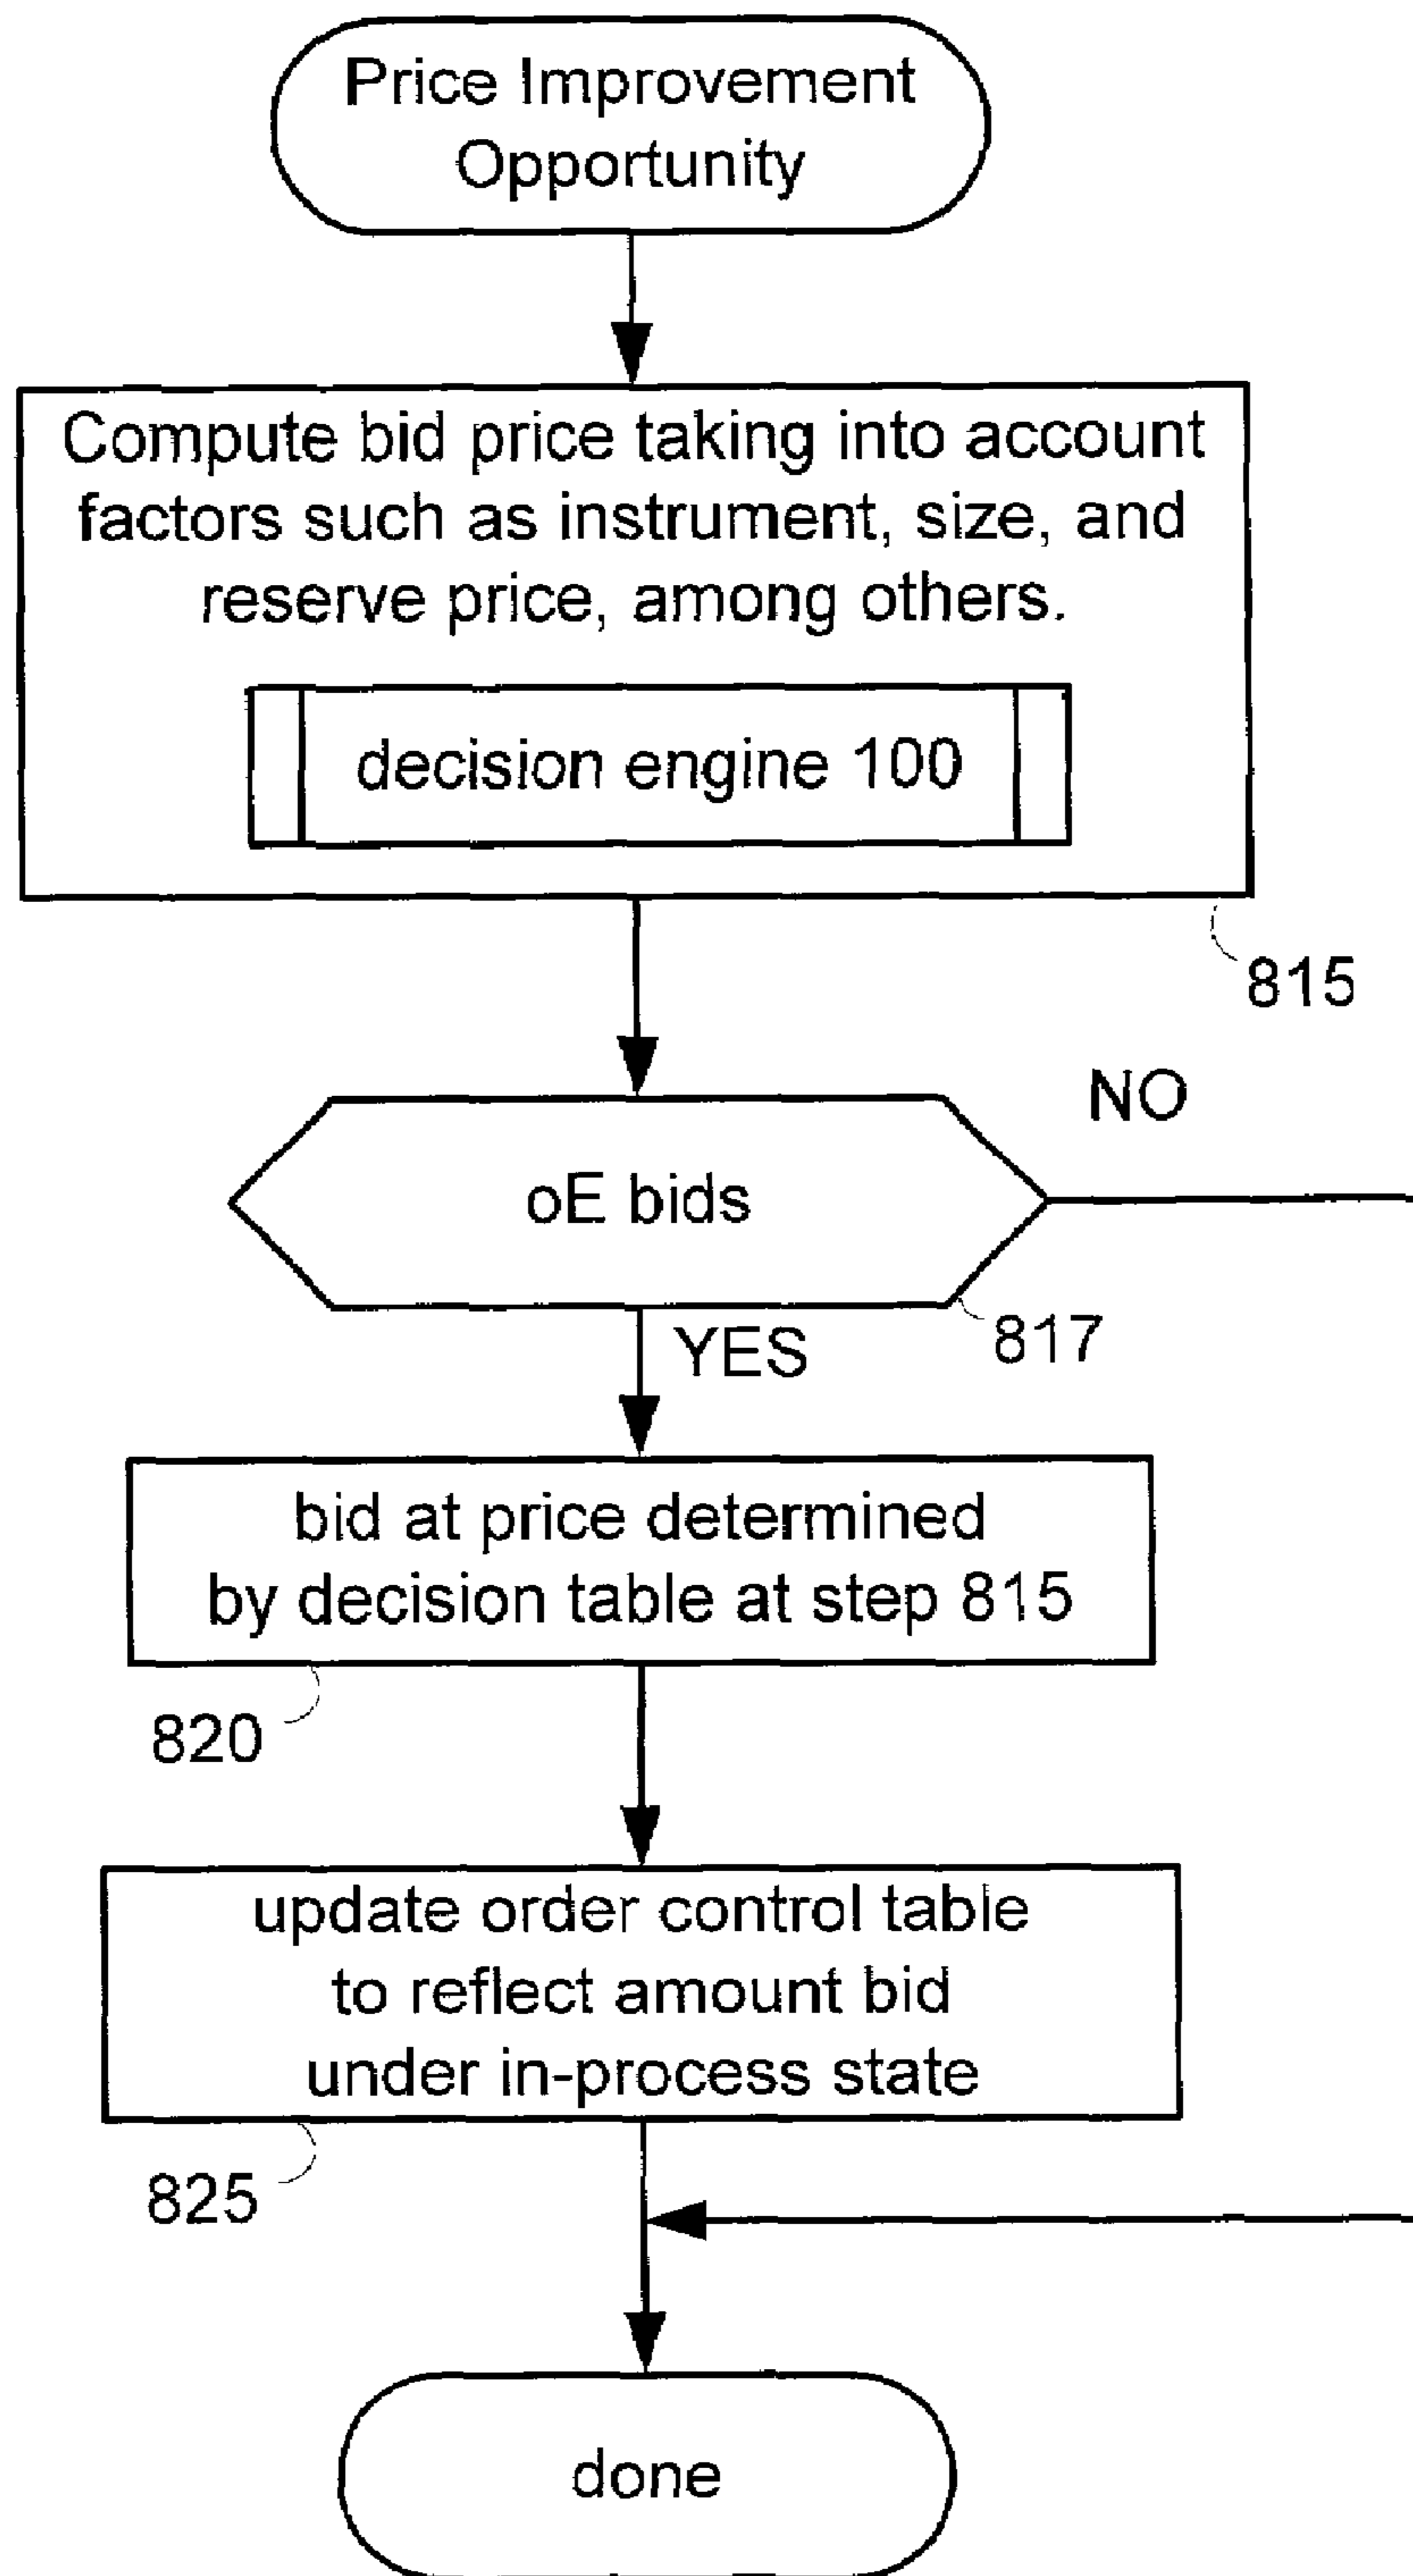 Price Improvement
Opportunity
Compute bid price taking into account
factors such as instrument, size, and
reserve price, among others.
decision engine 100
815
NO
oE bids
817
YES
bid at price determined
by decision table at step 815
820
update order control table
to reflect amount bid
under in-process state
825
done